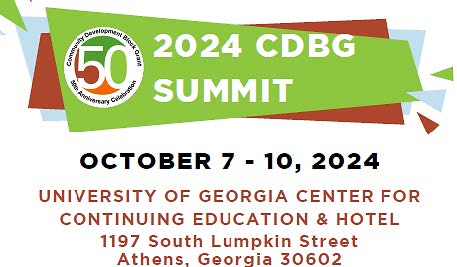 Community Development Block Grant
50
50th Anniversary Celebration
2024 CDBG
SUMMIT
OCTOBER 7 - 10, 2024
UNIVERSITY OF GEORGIA CENTER FOR
CONTINUING EDUCATION & HOTEL
1197 South Lumpkin Street
Athens, Georgia 30602